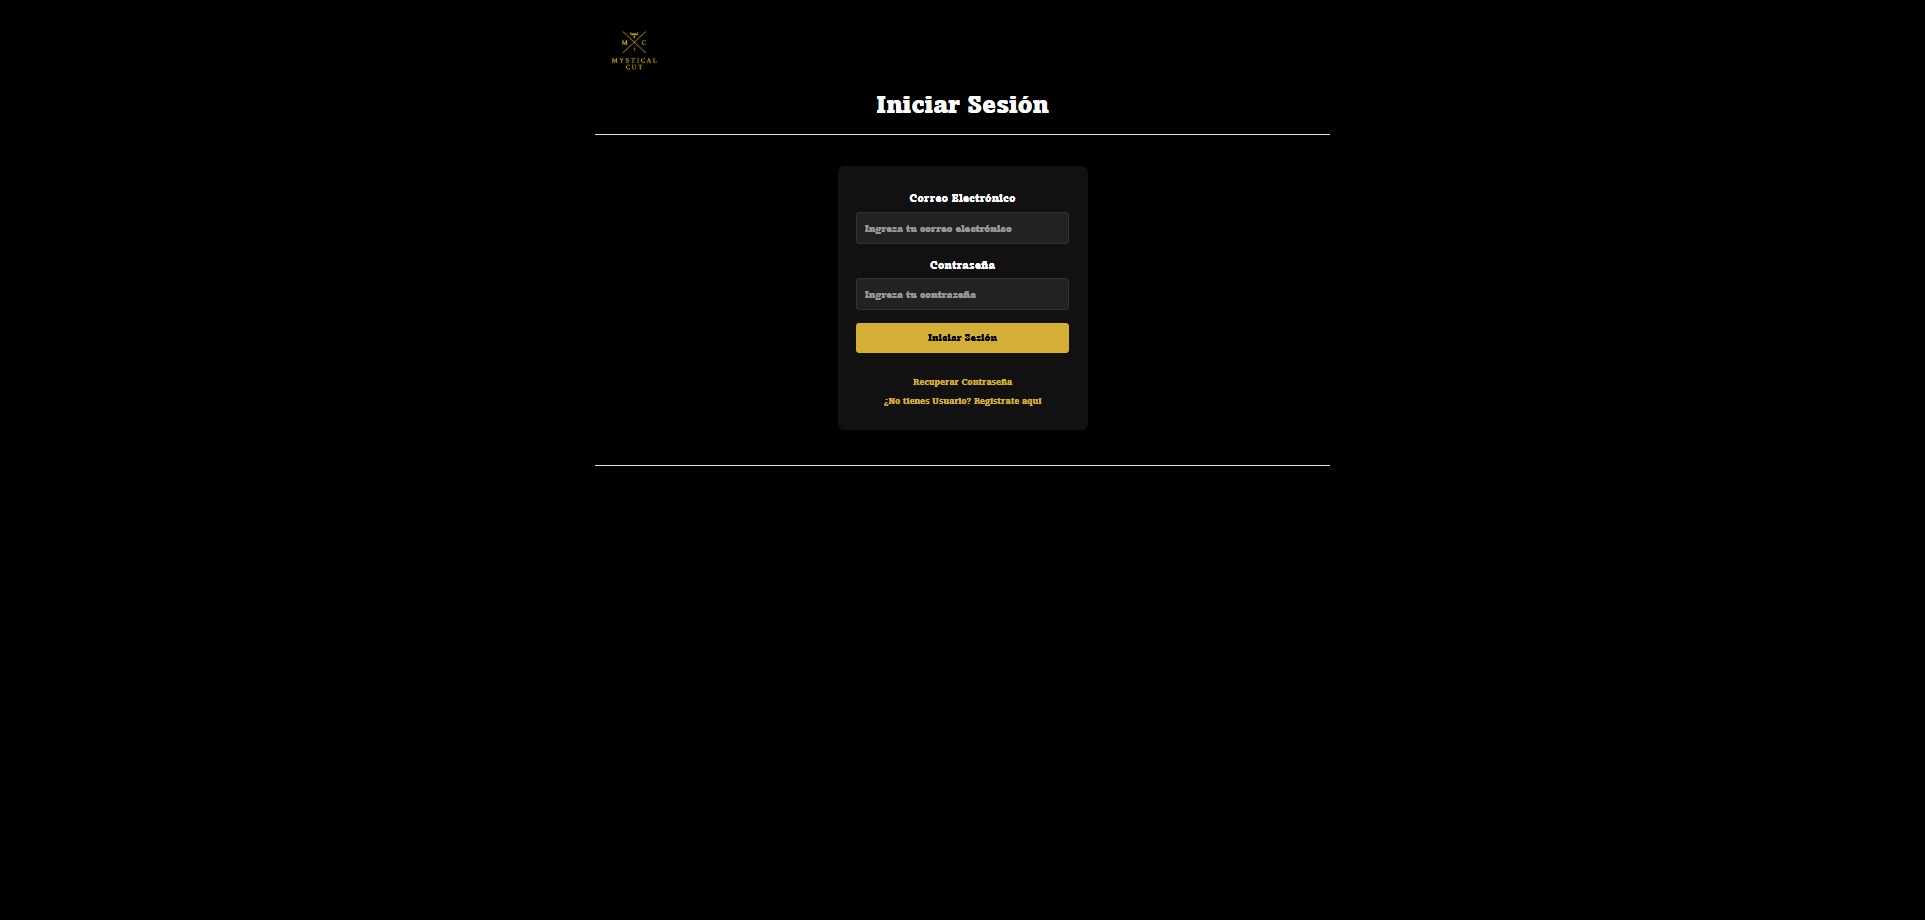 M C
MYSTICAL
CUT
Iniciar Sesión
Correo Electrónico
Ingresa tu correo electrónico
Contraseña
Ingresa tu contraseña
Iniciar Sesión
Recuperar Contraseña
¿No tienes Usuario? Registrate aquí